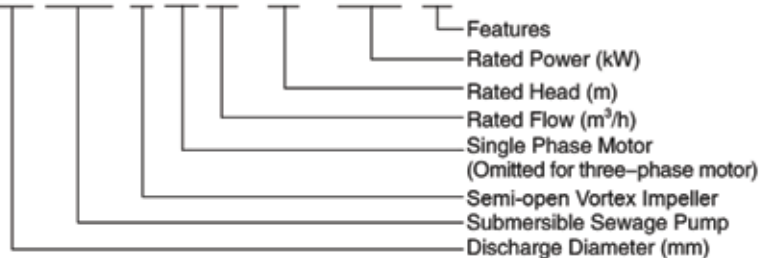 Features
Rated Power (kW)
Rated Head (m)
Rated Flow (m³/h)
Single Phase Motor
(Omitted for three–phase motor)
Semi-open Vortex Impeller
Submersible Sewage Pump
Discharge Diameter (mm)